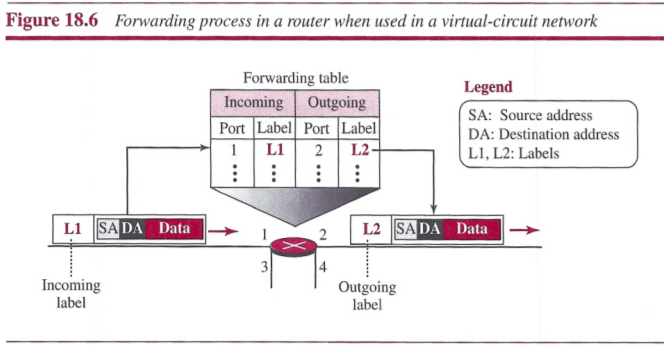 Figure 18.6 Forwarding process in a router when used in a virtual-circuit network
Forwarding table
Incoming Outgoing
Port Label Port Label
1 L1 2 L2
Legend
SA: Source address
DA: Destination address
L1, L2: Labels
L1 SA DA Data
1 2
3 4
L2 SA DA Data
Incoming
label
Outgoing
label